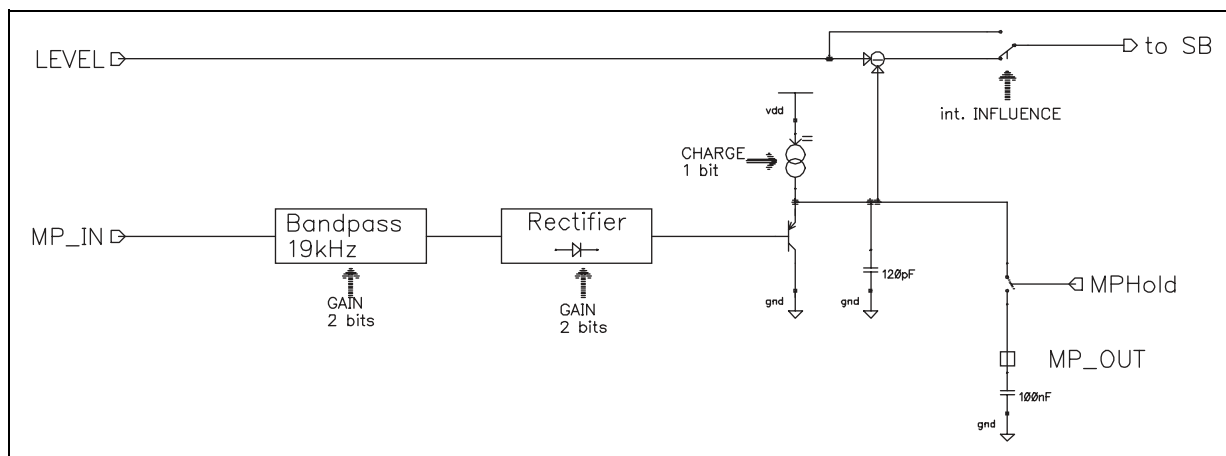 LEVEL
to SB
int. INFLUENCE
vdd
CHARGE
1 bit
MP_IN
Bandpass
19kHz
Rectifier
GAIN
2 bits
GAIN
2 bits
120pF
gnd
gnd
MPHold
MP_OUT
100nF
gnd